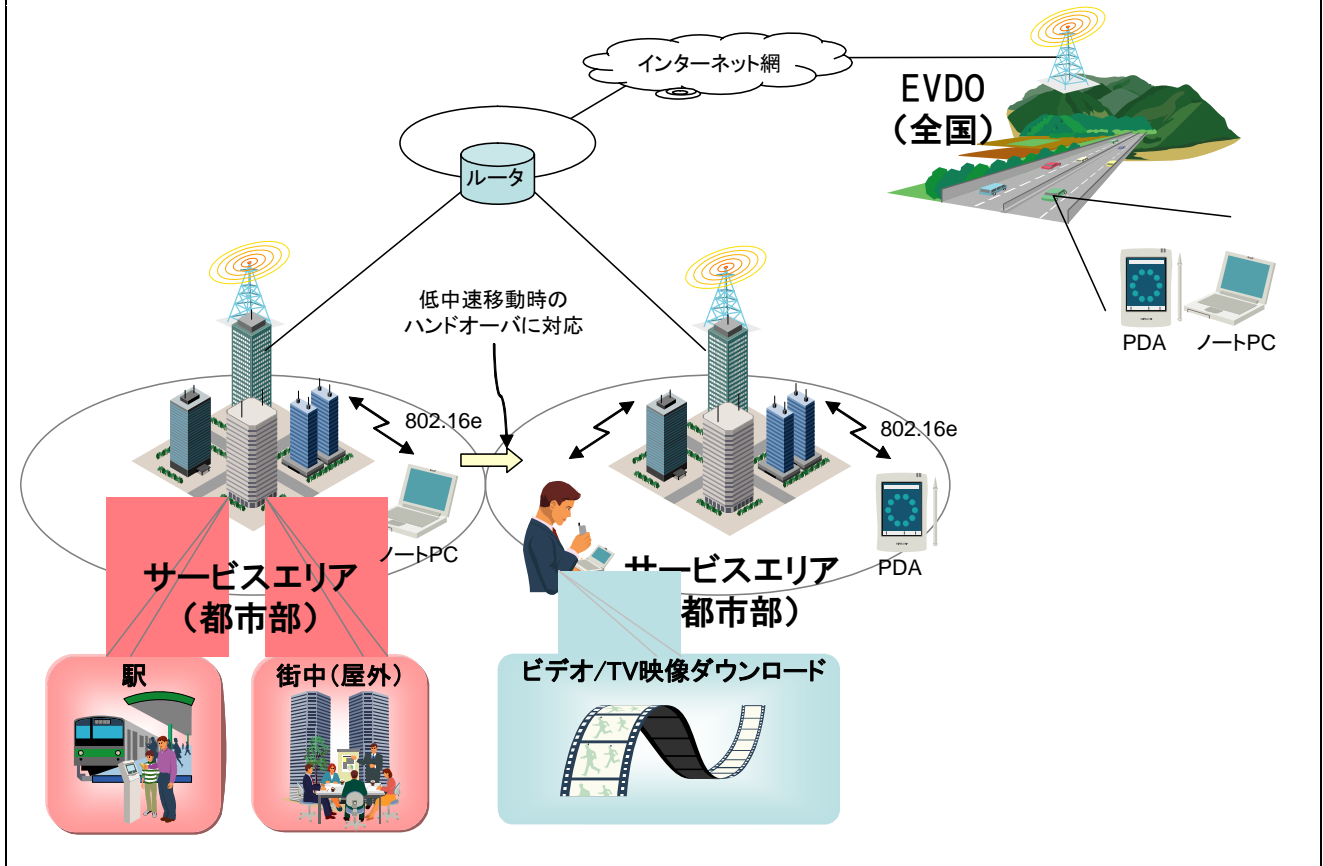 インターネット網
EVDO
（全国）
ルータ
低中速移動時の
ハンドオーバに対応
PDA
ノートPC
802.16e
802.16e
ノートPC
PDA
サービスエリア
（都市部）
サービスエリア
都市部）
駅
街中（屋外）
ビデオ/TV映像ダウンロード